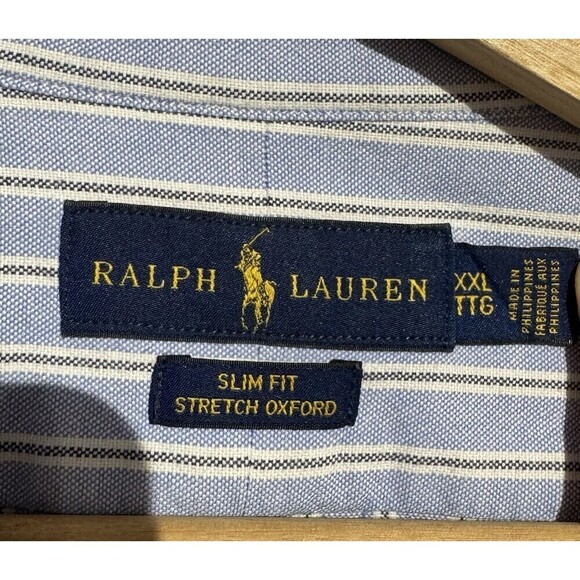 RALPH LAUREN
XXL
TTG
MADE IN
PHILIPPINES
FABRIQUÉ AUX
PHILIPPINES
SLIM FIT
STRETCH OXFORD